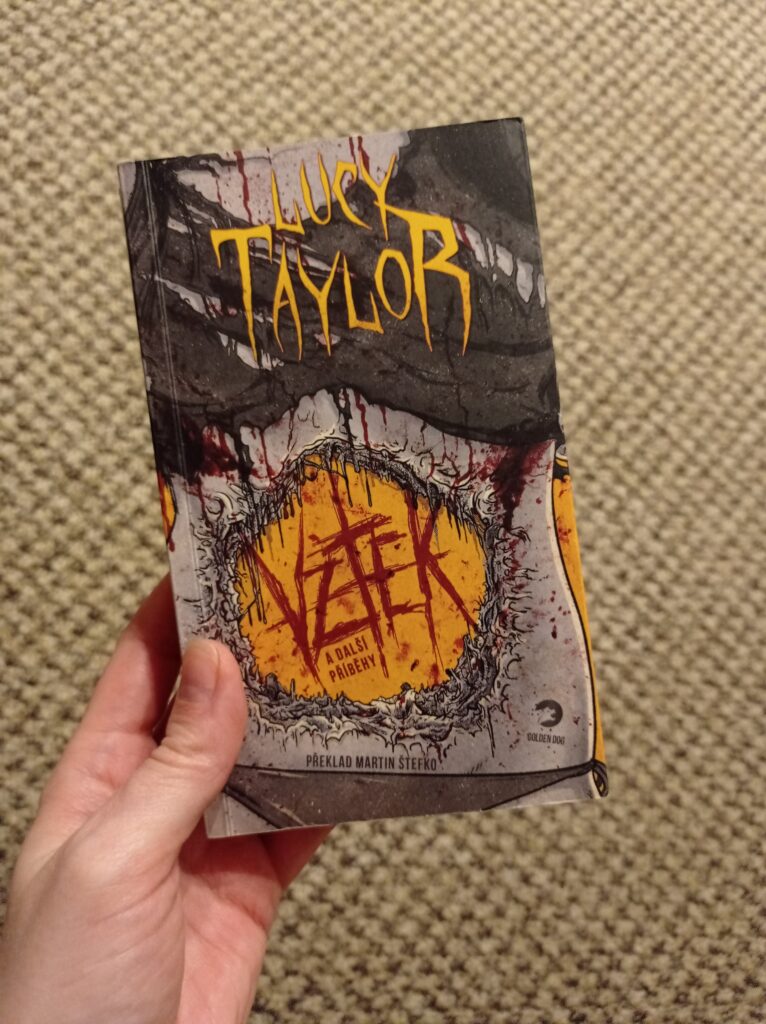 LUCY
TAYLOR
VZTEK
A DALŠÍ
PŘÍBĚHY
GOLDEN DOG
PŘEKLAD MARTIN ŠTEFKO